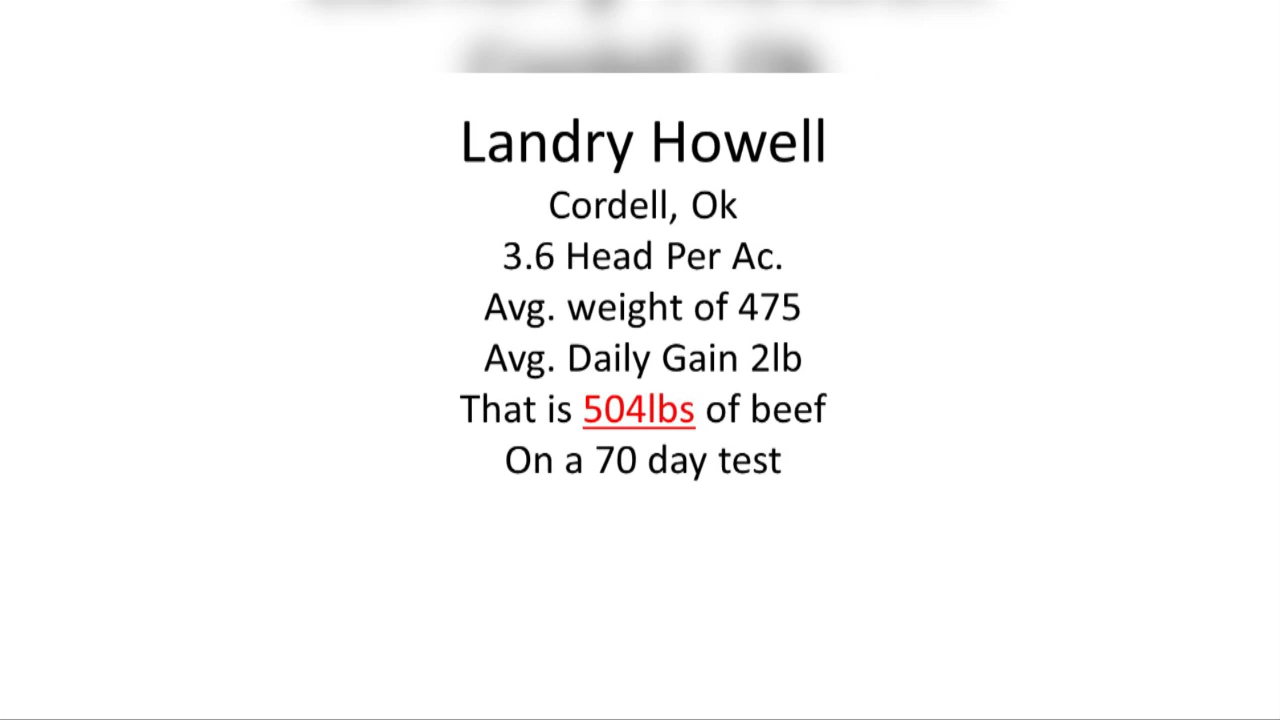 Landry Howell
Cordell, Ok
3.6 Head Per Ac.
Avg. weight of 475
Avg. Daily Gain 2lb
That is 504lbs of beef
On a 70 day test